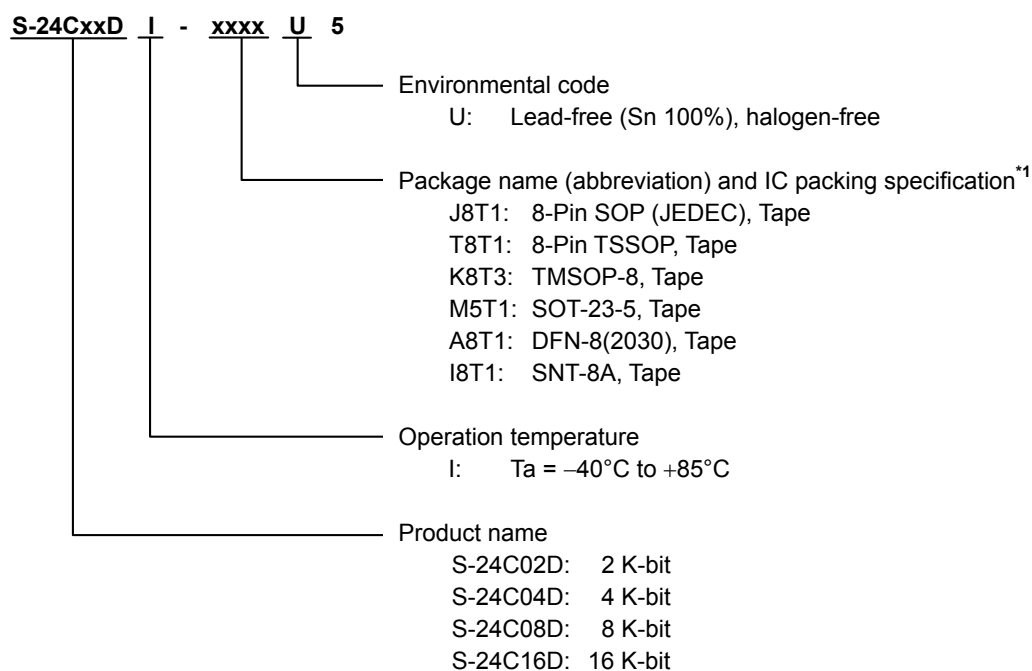 S-24CxxD I - xxxx U 5
Environmental code
U: Lead-free (Sn 100%), halogen-free
Package name (abbreviation) and IC packing specification*1
J8T1: 8-Pin SOP (JEDEC), Tape
T8T1: 8-Pin TSSOP, Tape
K8T3: TMSOP-8, Tape
M5T1: SOT-23-5, Tape
A8T1: DFN-8(2030), Tape
I8T1: SNT-8A, Tape
Operation temperature
I: Ta = −40°C to +85°C
Product name
S-24C02D: 2 K-bit
S-24C04D: 4 K-bit
S-24C08D: 8 K-bit
S-24C16D: 16 K-bit